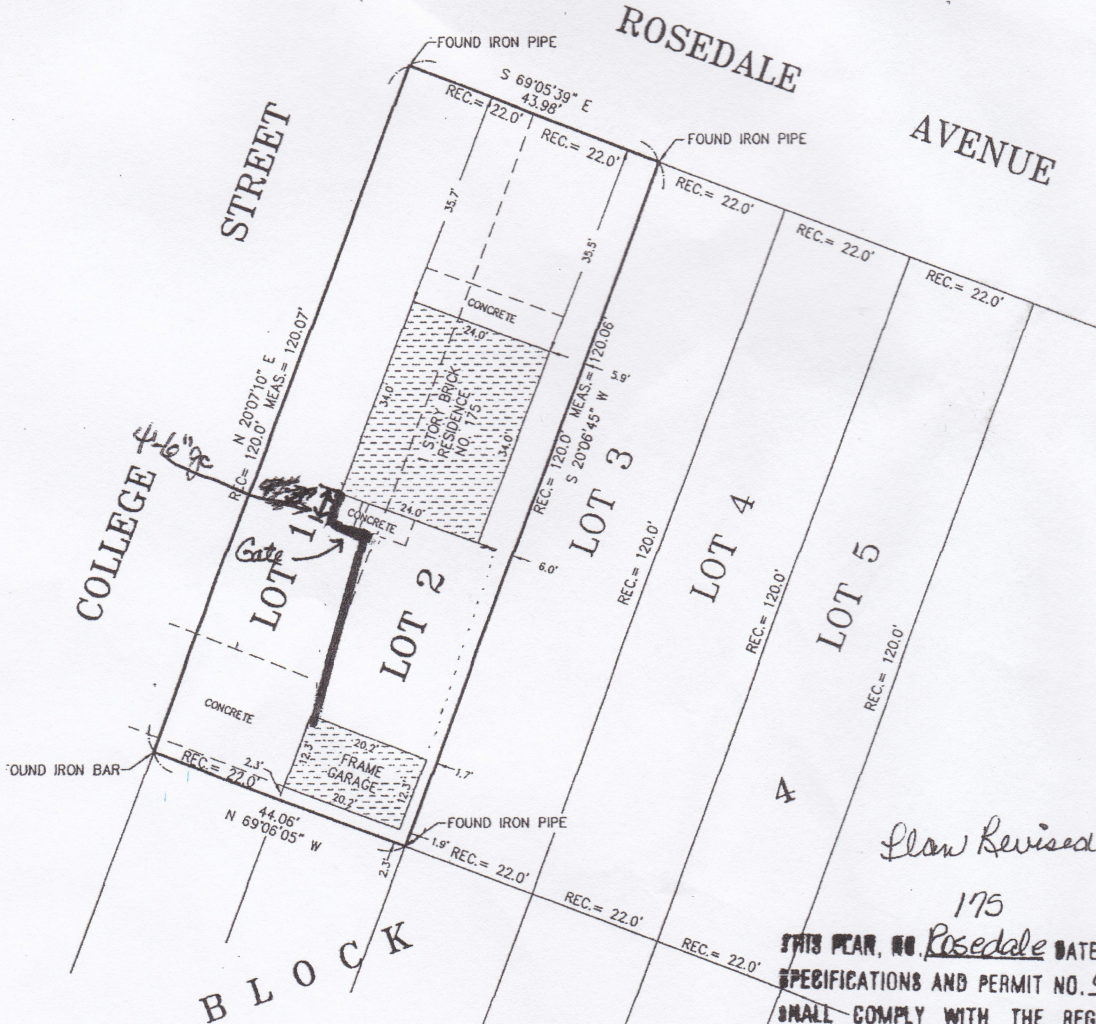 ROSEDALE
AVENUE
FOUND IRON PIPE
S 69°05'39" E
43.98'
REC.= 22.0'
REC.= 22.0'
FOUND IRON PIPE
REC.= 22.0'
REC.= 22.0'
REC.= 22.0'
STREET
35.7'
35.5'
CONCRETE
24.0'
34.0'
1 STORY BRICK
RESIDENCE
NO. 175
34.0'
24.0'
5.9'
6.0'
N 20°07'10" E
REC.= 120.0' MEAS.= 120.07'
REC.= 120.0' MEAS.= 120.06'
S 20°06'45" W
COLLEGE
CONCRETE
Gate
LOT 1
LOT 2
LOT 3
LOT 4
LOT 5
REC.= 120.0'
REC.= 120.0'
REC.= 120.0'
CONCRETE
20.2'
12.3'
FRAME
GARAGE
12.3'
20.2'
2.3'
1.7'
OUND IRON BAR
REC.= 22.0'
44.06'
N 69°06'05" W
FOUND IRON PIPE
1.9'
2.3'
REC.= 22.0'
REC.= 22.0'
REC.= 22.0'
4
BLOCK
Plan Revised
175
THIS PLAN, NO. Rosedale DATE
SPECIFICATIONS AND PERMIT NO.
SHALL COMPLY WITH THE REG